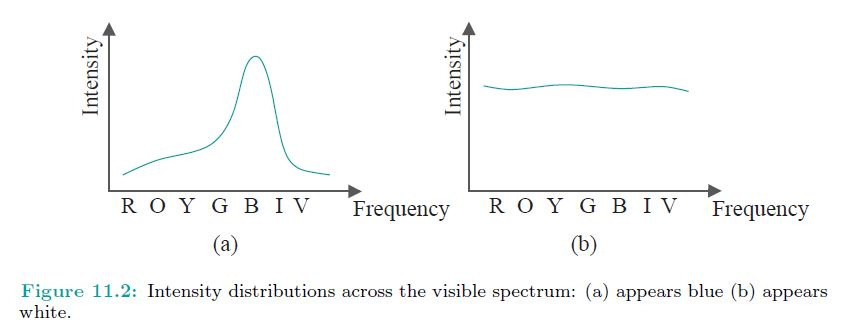 Intensity
R O Y G B I V
Frequency
(a)
Intensity
R O Y G B I V
Frequency
(b)
Figure 11.2: Intensity distributions across the visible spectrum: (a) appears blue (b) appears
white.